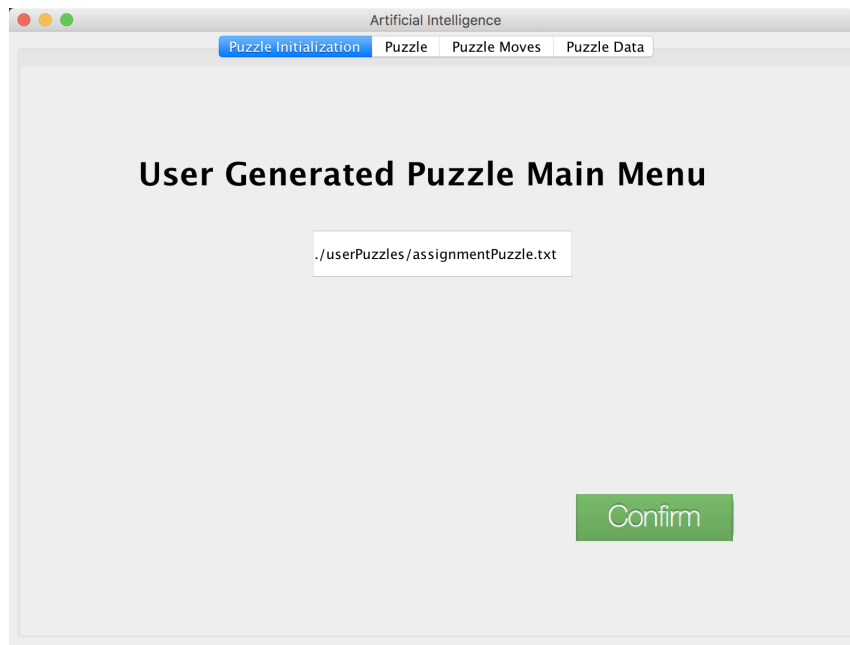 Artificial Intelligence
Puzzle Initialization Puzzle Puzzle Moves Puzzle Data
User Generated Puzzle Main Menu
./userPuzzles/assignmentPuzzle.txt
Confirm